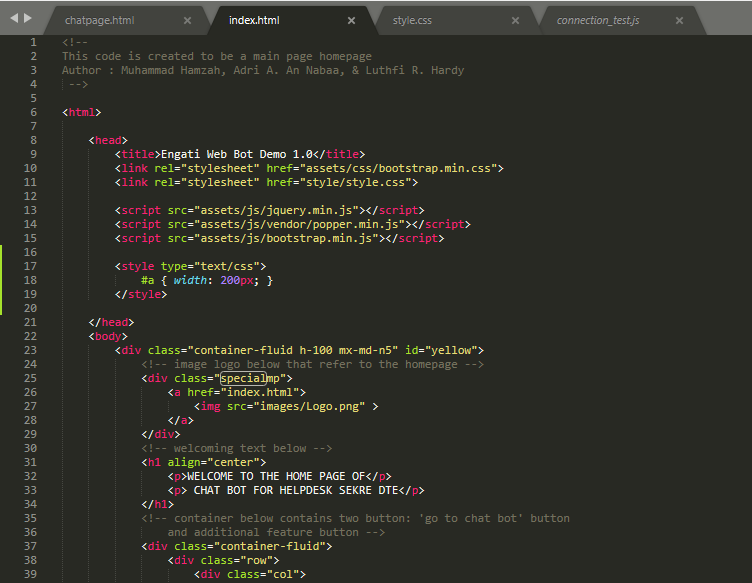 chatpage.html × index.html × style.css × connection_test.js ×
1 <!--
2 This code is created to be a main page homepage
3 Author : Muhammad Hamzah, Adri A. An Nabaa, & Luthfi R. Hardy
4 -->
5
6 <html>
7
8 <head>
9 <title>Engati Web Bot Demo 1.0</title>
10 <link rel="stylesheet" href="assets/css/bootstrap.min.css">
11 <link rel="stylesheet" href="style/style.css">
12
13 <script src="assets/js/jquery.min.js"></script>
14 <script src="assets/js/vendor/popper.min.js"></script>
15 <script src="assets/js/bootstrap.min.js"></script>
16
17 <style type="text/css">
18 #a { width: 200px; }
19 </style>
20
21 </head>
22 <body>
23 <div class="container-fluid h-100 mx-md-n5" id="yellow">
24 <!-- image logo below that refer to the homepage -->
25 <div class="specialmp">
26 <a href="index.html">
27 <img src="images/Logo.png" >
28 </a>
29 </div>
30 <!-- welcoming text below -->
31 <h1 align="center">
32 <p>WELCOME TO THE HOME PAGE OF</p>
33 <p> CHAT BOT FOR HELPDESK SEKRE DTE</p>
34 </h1>
35 <!-- container below contains two button: 'go to chat bot' button
36 and additional feature button -->
37 <div class="container-fluid">
38 <div class="row">
39 <div class="col">